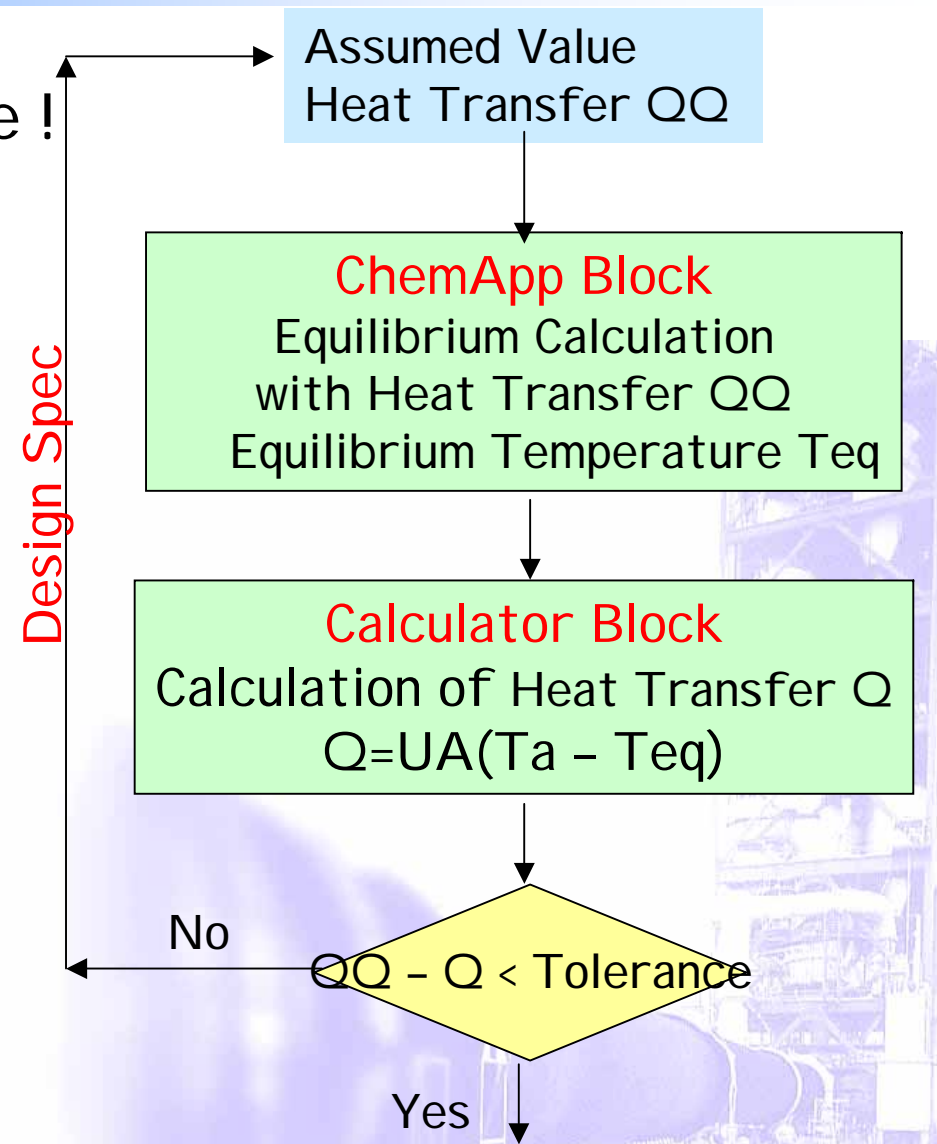 Assumed Value
Heat Transfer QQ
e !
ChemApp Block
Equilibrium Calculation
with Heat Transfer QQ
Equilibrium Temperature Teq
Design Spec
Calculator Block
Calculation of Heat Transfer Q
Q=UA(Ta – Teq)
No
QQ – Q < Tolerance
Yes